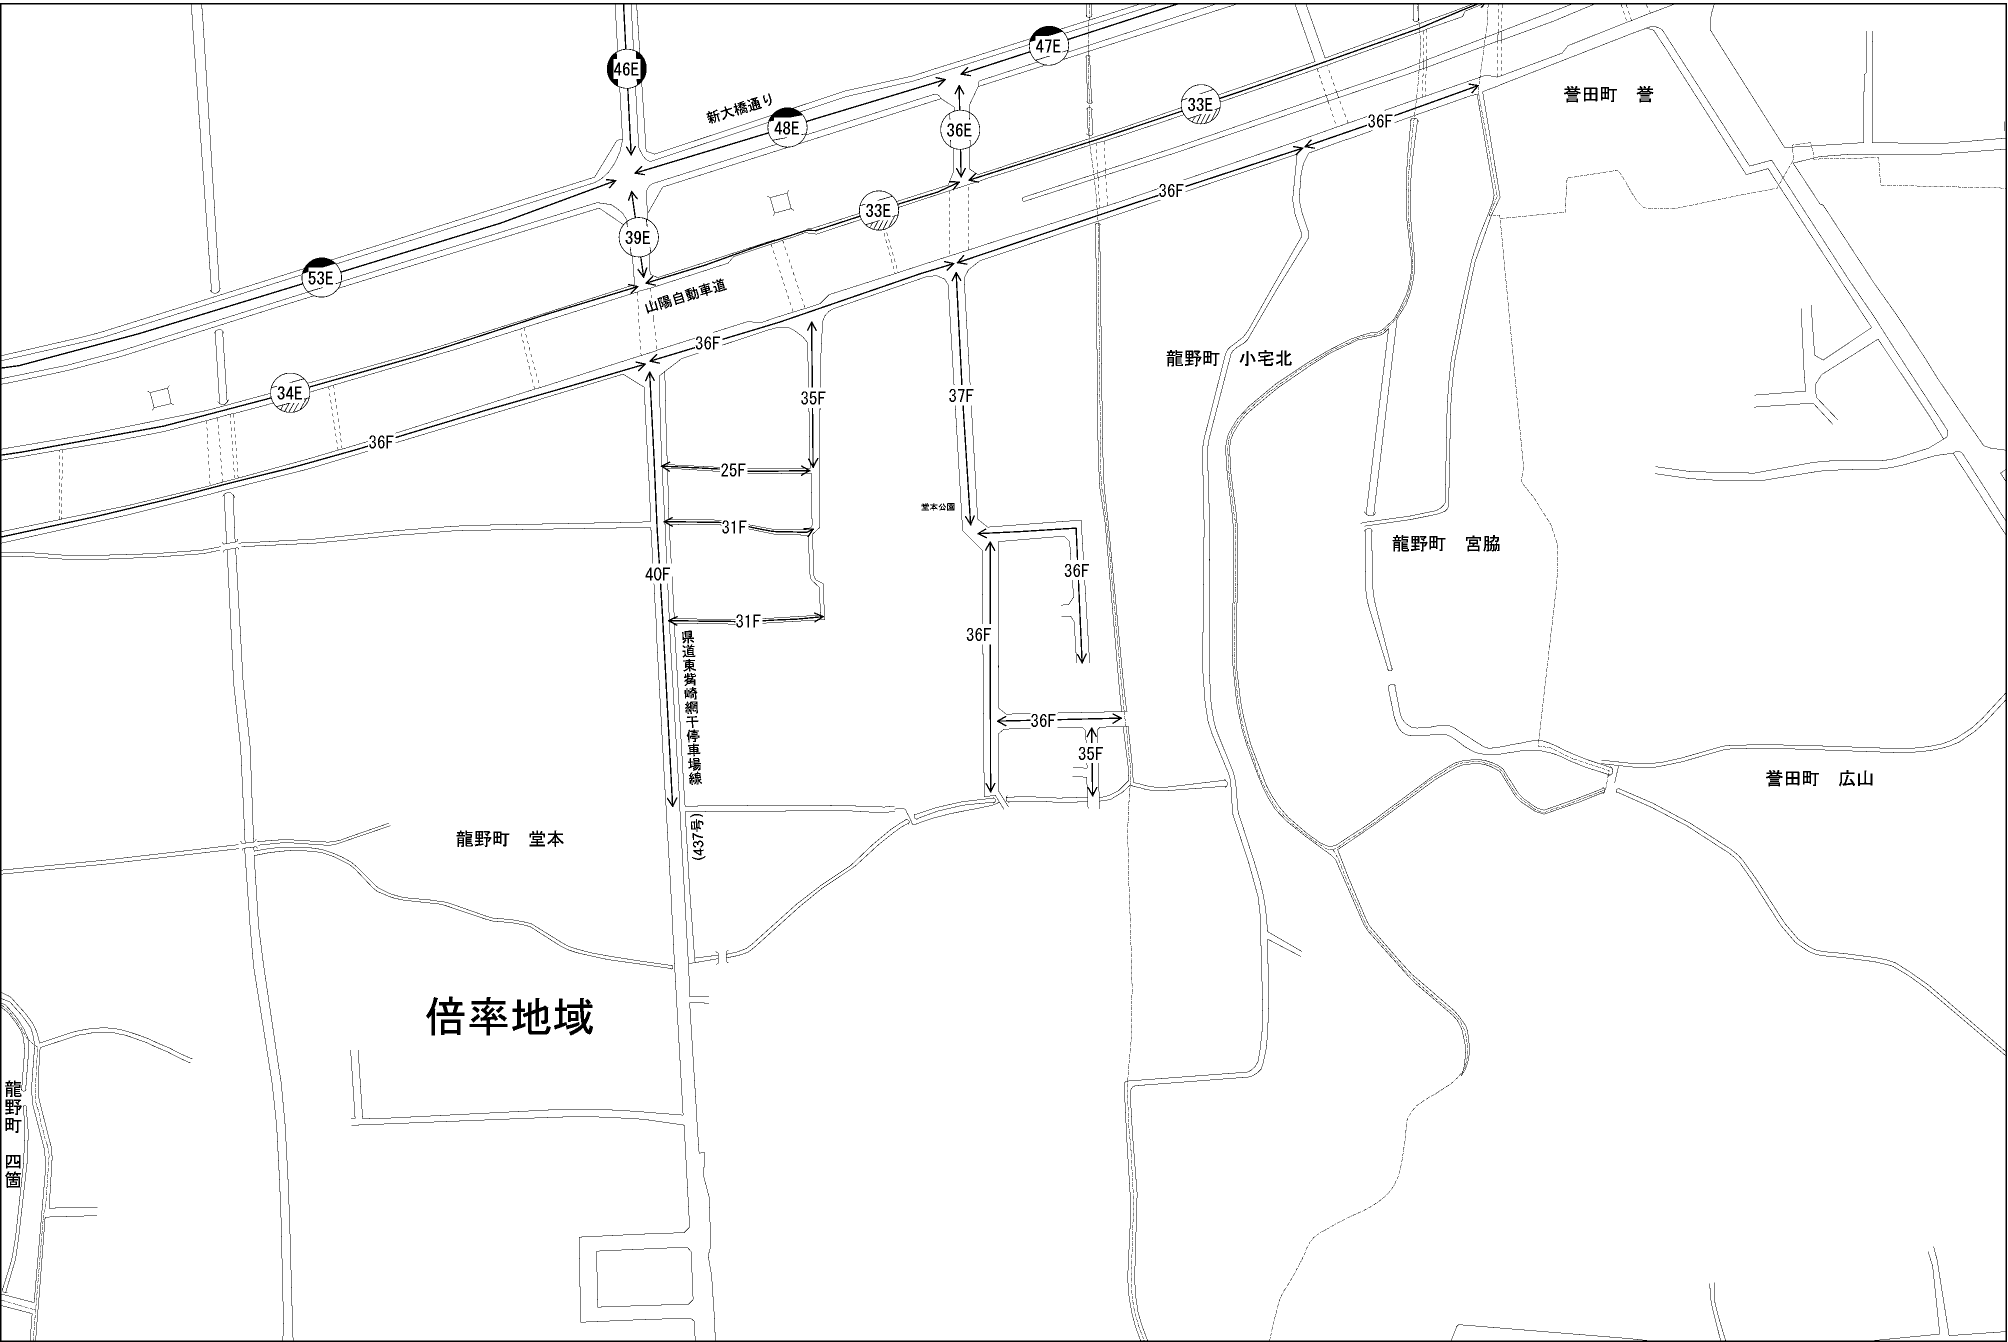 47E
46E
新大橋通り
48E
36E
33E
36F
誉田町　誉
36F
33E
39E
53E
山陽自動車道
36F
龍野町　小宅北
34E
35F
37F
36F
25F
堂本公園
31F
龍野町　宮脇
40F
36F
31F
36F
県道東觜崎網干停車場線
(437号)
36F
35F
誉田町　広山
龍野町　堂本
倍率地域
龍野町　四箇